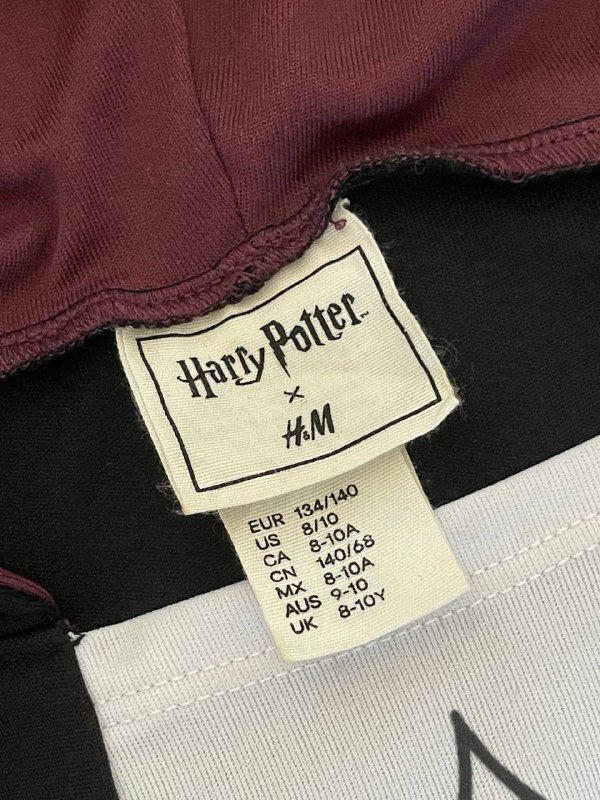 Harry Potter™
×
H&M
EUR 134/140
US 8/10
CA 8-10A
CN 140/68
MX 8-10A
AUS 9-10
UK 8-10Y